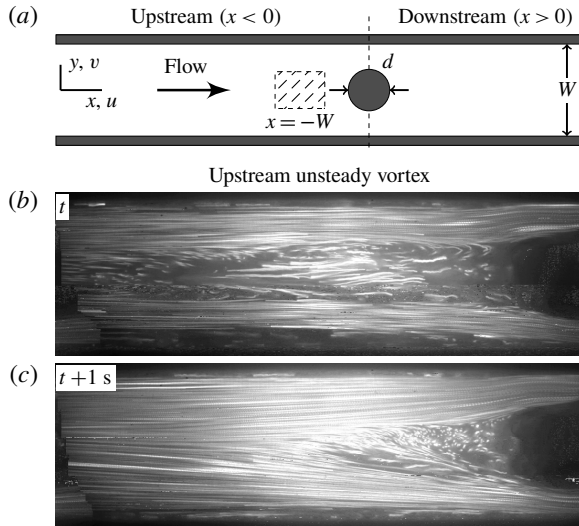 (a) Upstream (x < 0) Downstream (x > 0)
y, v
Flow
d
x, u
W
x = −W
Upstream unsteady vortex
(b) t
(c) t + 1 s